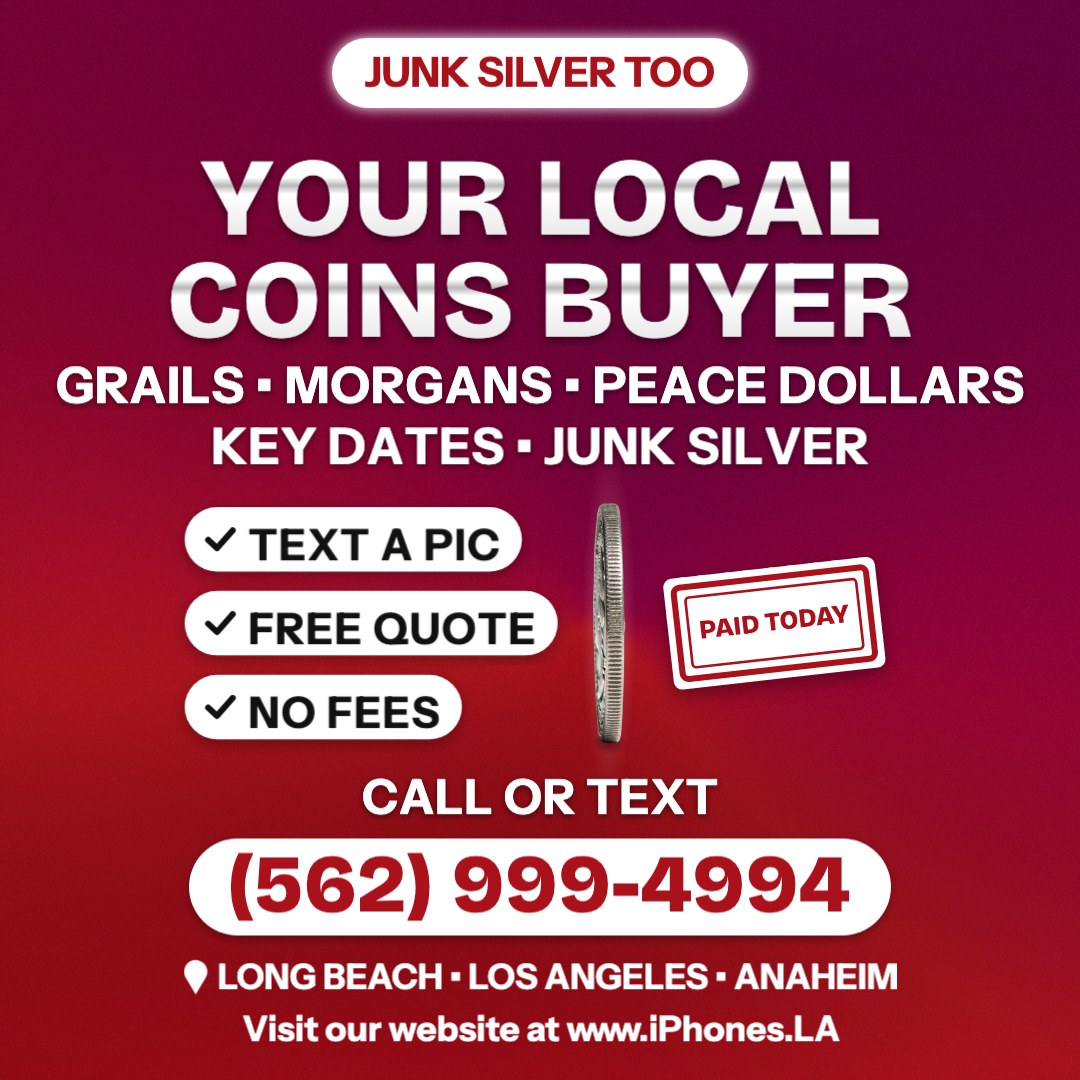 JUNK SILVER TOO
YOUR LOCAL
COINS BUYER
GRAILS ▪ MORGANS ▪ PEACE DOLLARS
KEY DATES ▪ JUNK SILVER
TEXT A PIC
FREE QUOTE
NO FEES
PAID TODAY
CALL OR TEXT
(562) 999-4994
LONG BEACH ▪ LOS ANGELES ▪ ANAHEIM
Visit our website at www.iPhones.LA